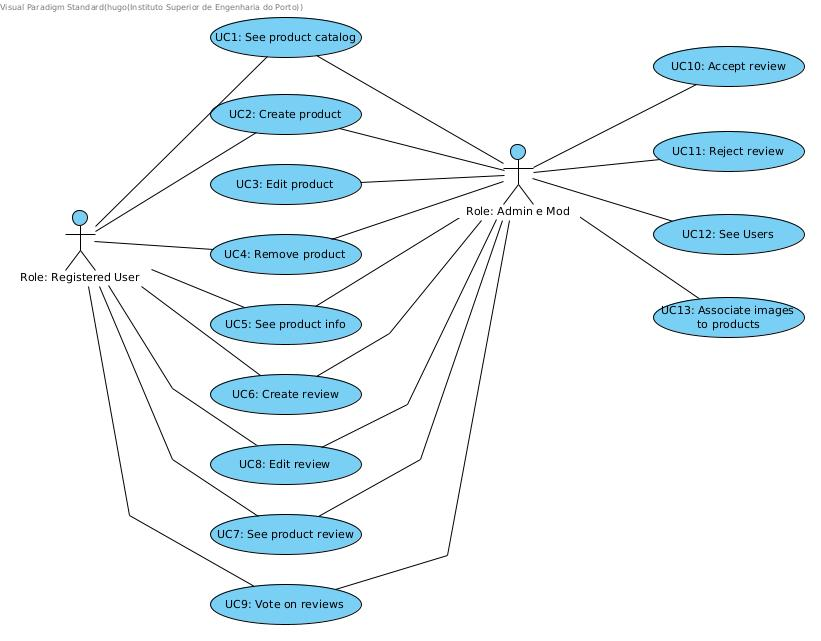 Visual Paradigm Standard(hugo(Instituto Superior de Engenharia do Porto))
UC1: See product catalog
UC10: Accept review
UC2: Create product
UC11: Reject review
UC3: Edit product
Role: Admin e Mod
UC12: See Users
UC4: Remove product
Role: Registered User
UC13: Associate images
to products
UC5: See product info
UC6: Create review
UC8: Edit review
UC7: See product review
UC9: Vote on reviews